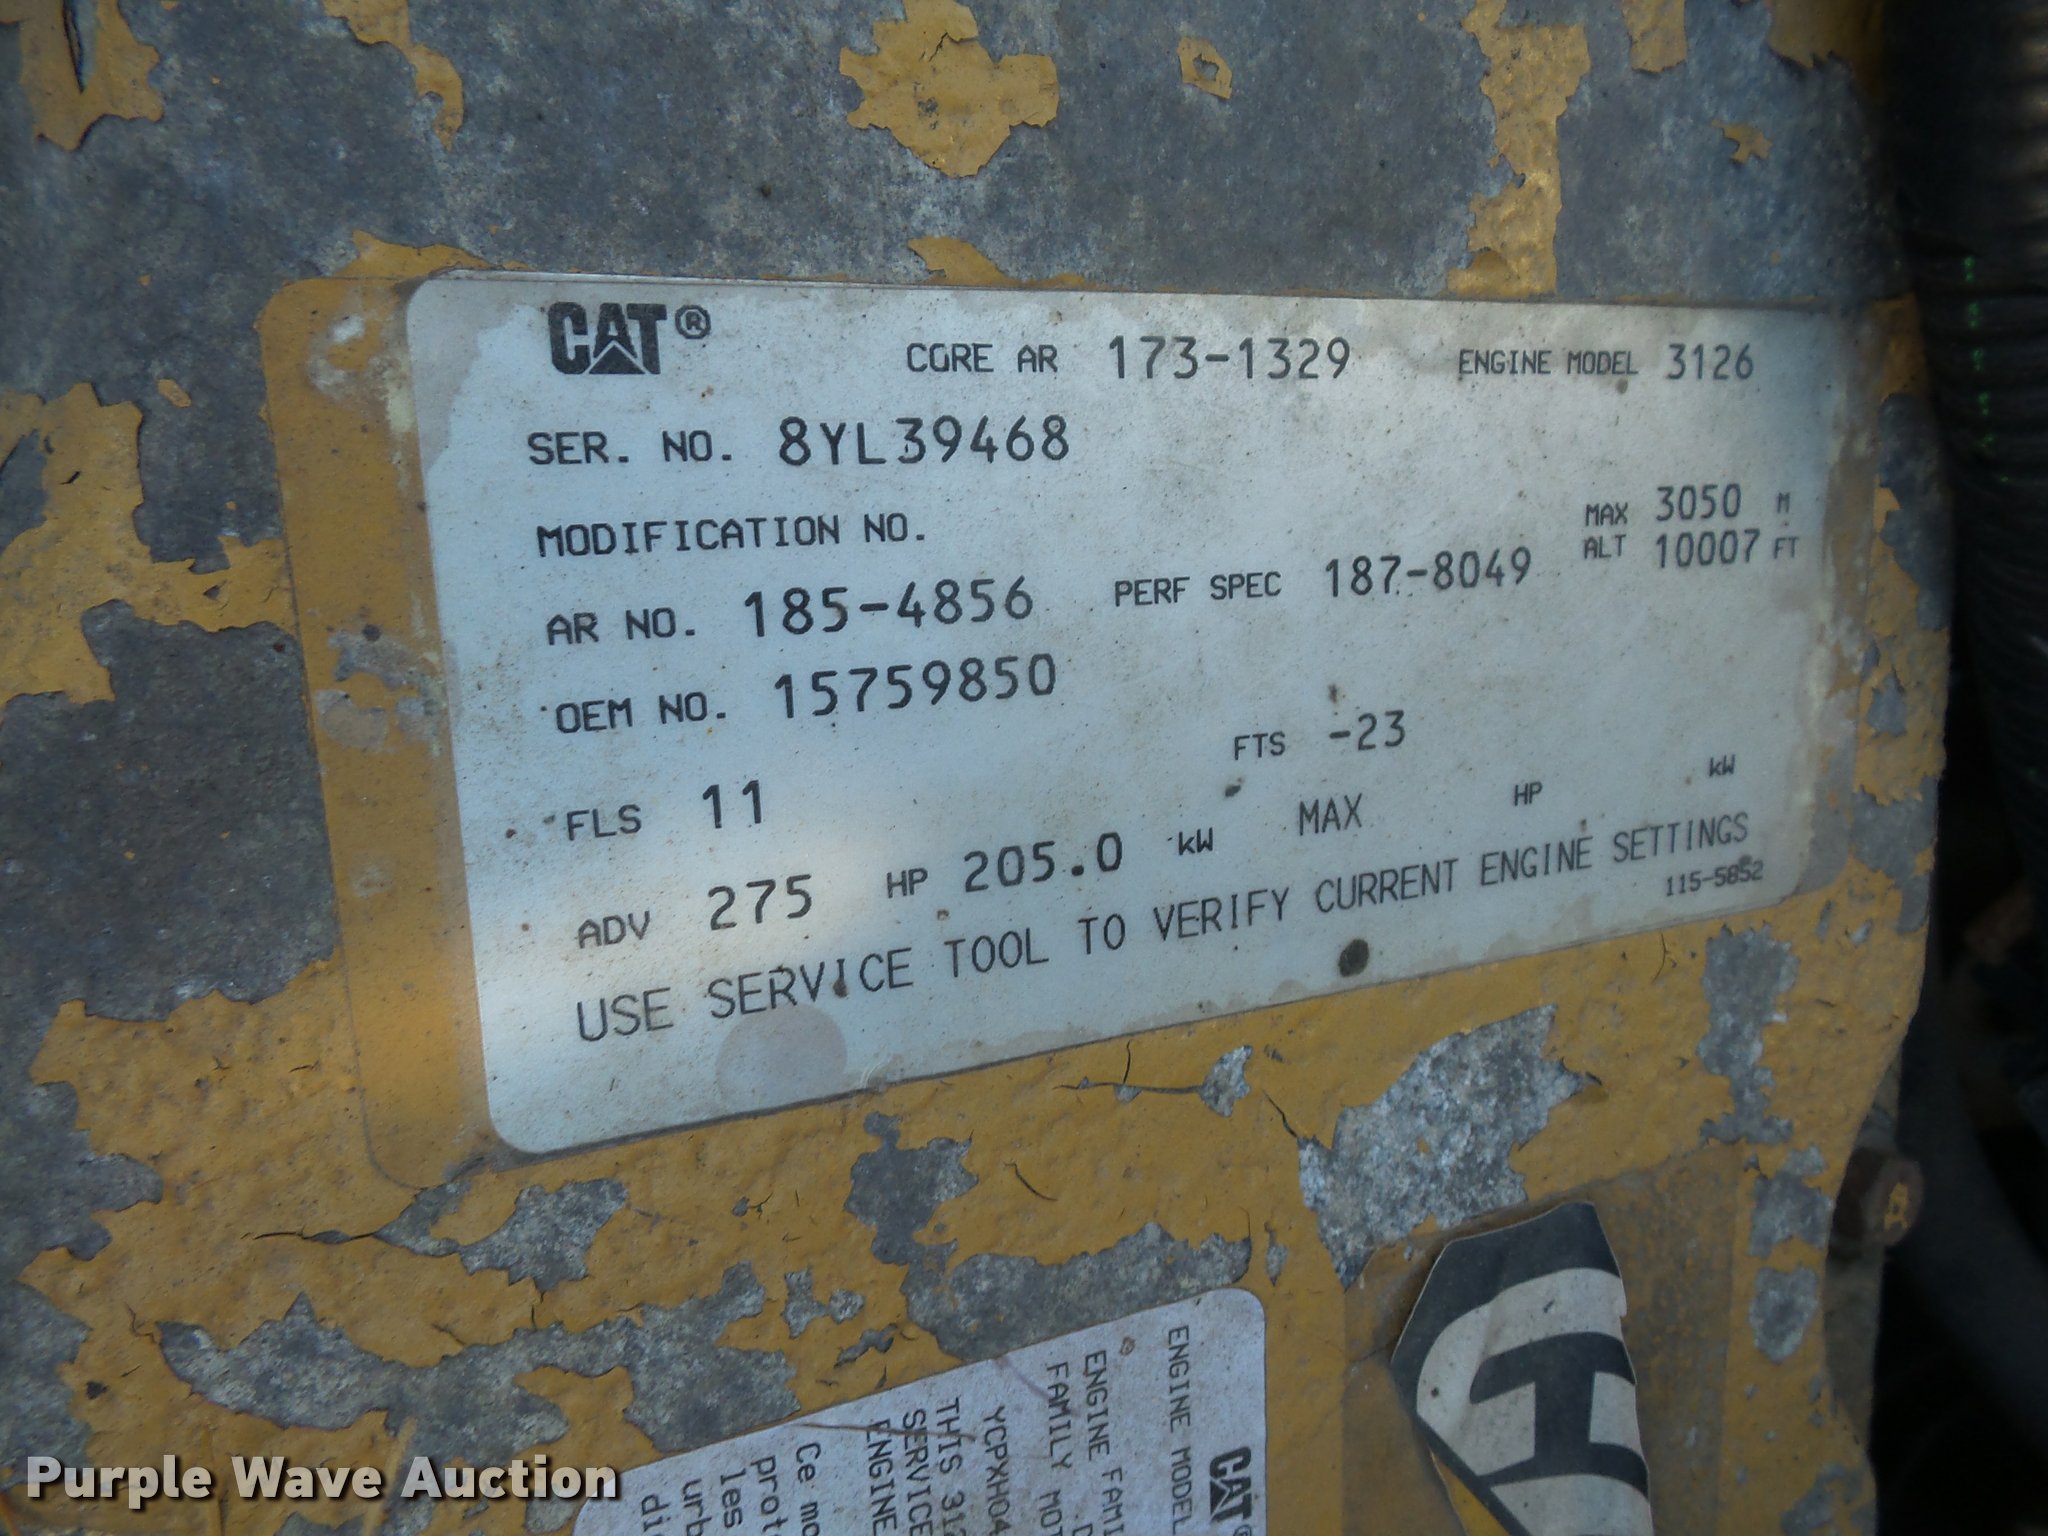 CAT® CORE AR 173-1329 ENGINE MODEL 3126
SER. NO. 8YL39468
MODIFICATION NO. MAX 3050 M
ALT 10007 FT
AR NO. 185-4856 PERF SPEC 187-8049
OEM NO. 15759850
FLS 11 FTS -23
ADV 275 HP 205.0 kW MAX HP kW
USE SERVICE TOOL TO VERIFY CURRENT ENGINE SETTINGS
115-5852
CAT®
ENGINE MODEL
ENGINE FAMI
FAMILY MOT
YCPXH04
THIS 312
SERVICE
ENGINE
Ce mo
prot
les
urb
di
Purple Wave Auction